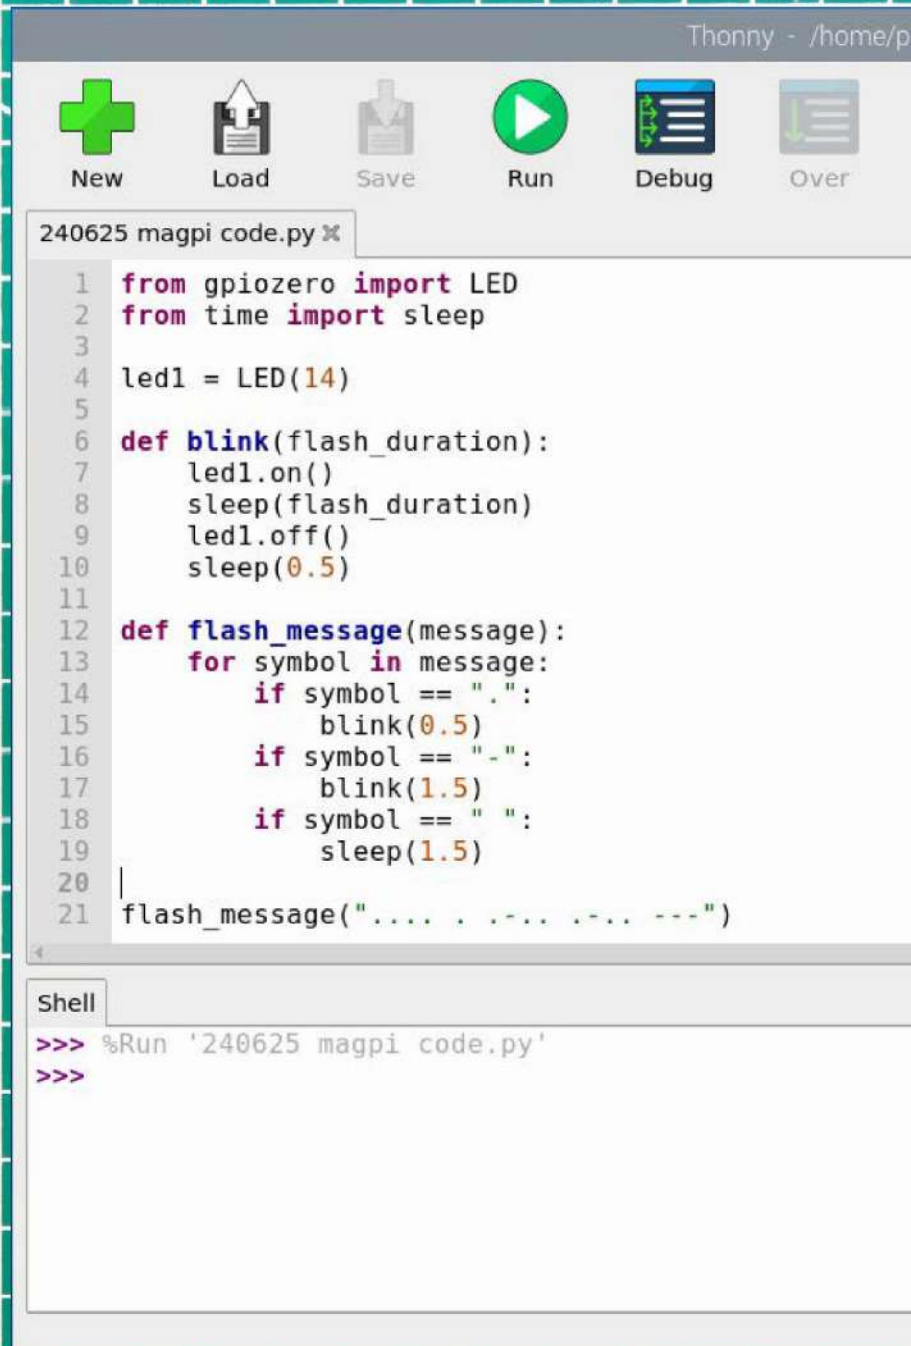 Thonny - /home/p
New Load Save Run Debug Over
240625 magpi code.py
1 from gpiozero import LED
2 from time import sleep
3
4 led1 = LED(14)
5
6 def blink(flash_duration):
7     led1.on()
8     sleep(flash_duration)
9     led1.off()
10     sleep(0.5)
11
12 def flash_message(message):
13     for symbol in message:
14         if symbol == ".":
15             blink(0.5)
16         if symbol == "-":
17             blink(1.5)
18         if symbol == " ":
19             sleep(1.5)
20
21 flash_message(".... . .-.. .-.. ---")
Shell
>>> %Run '240625 magpi code.py'
>>>